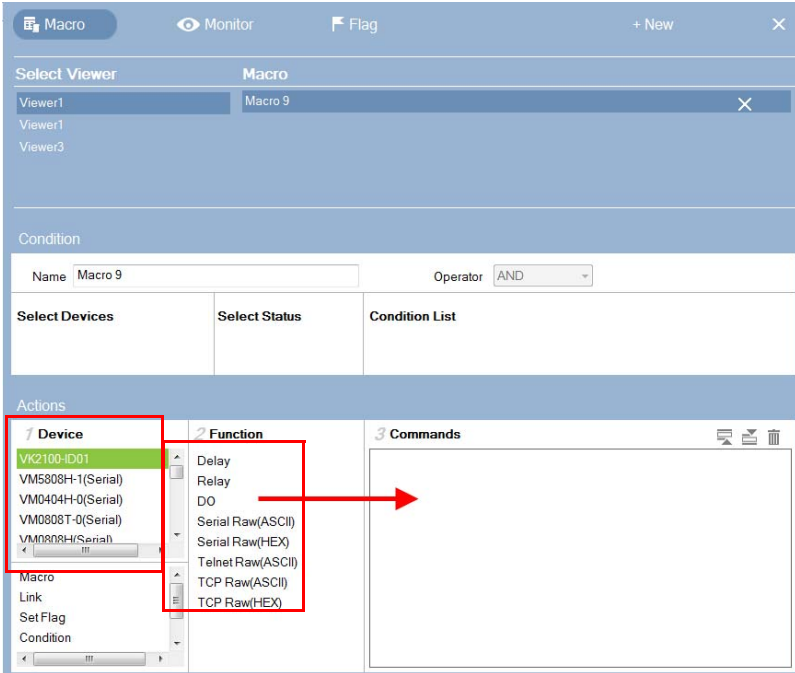 Macro Monitor Flag + New
Select Viewer Macro
Viewer1 Macro 9
Viewer1
Viewer3
Condition
Name Macro 9 Operator AND
Select Devices Select Status Condition List
Actions
1 Device 2 Function 3 Commands
VK2100-ID01
VM5808H-1(Serial)
VM0404H-0(Serial)
VM0808T-0(Serial)
VM0808H(Serial)
Delay
Relay
DO
Serial Raw(ASCII)
Serial Raw(HEX)
Telnet Raw(ASCII)
TCP Raw(ASCII)
TCP Raw(HEX)
Macro
Link
Set Flag
Condition